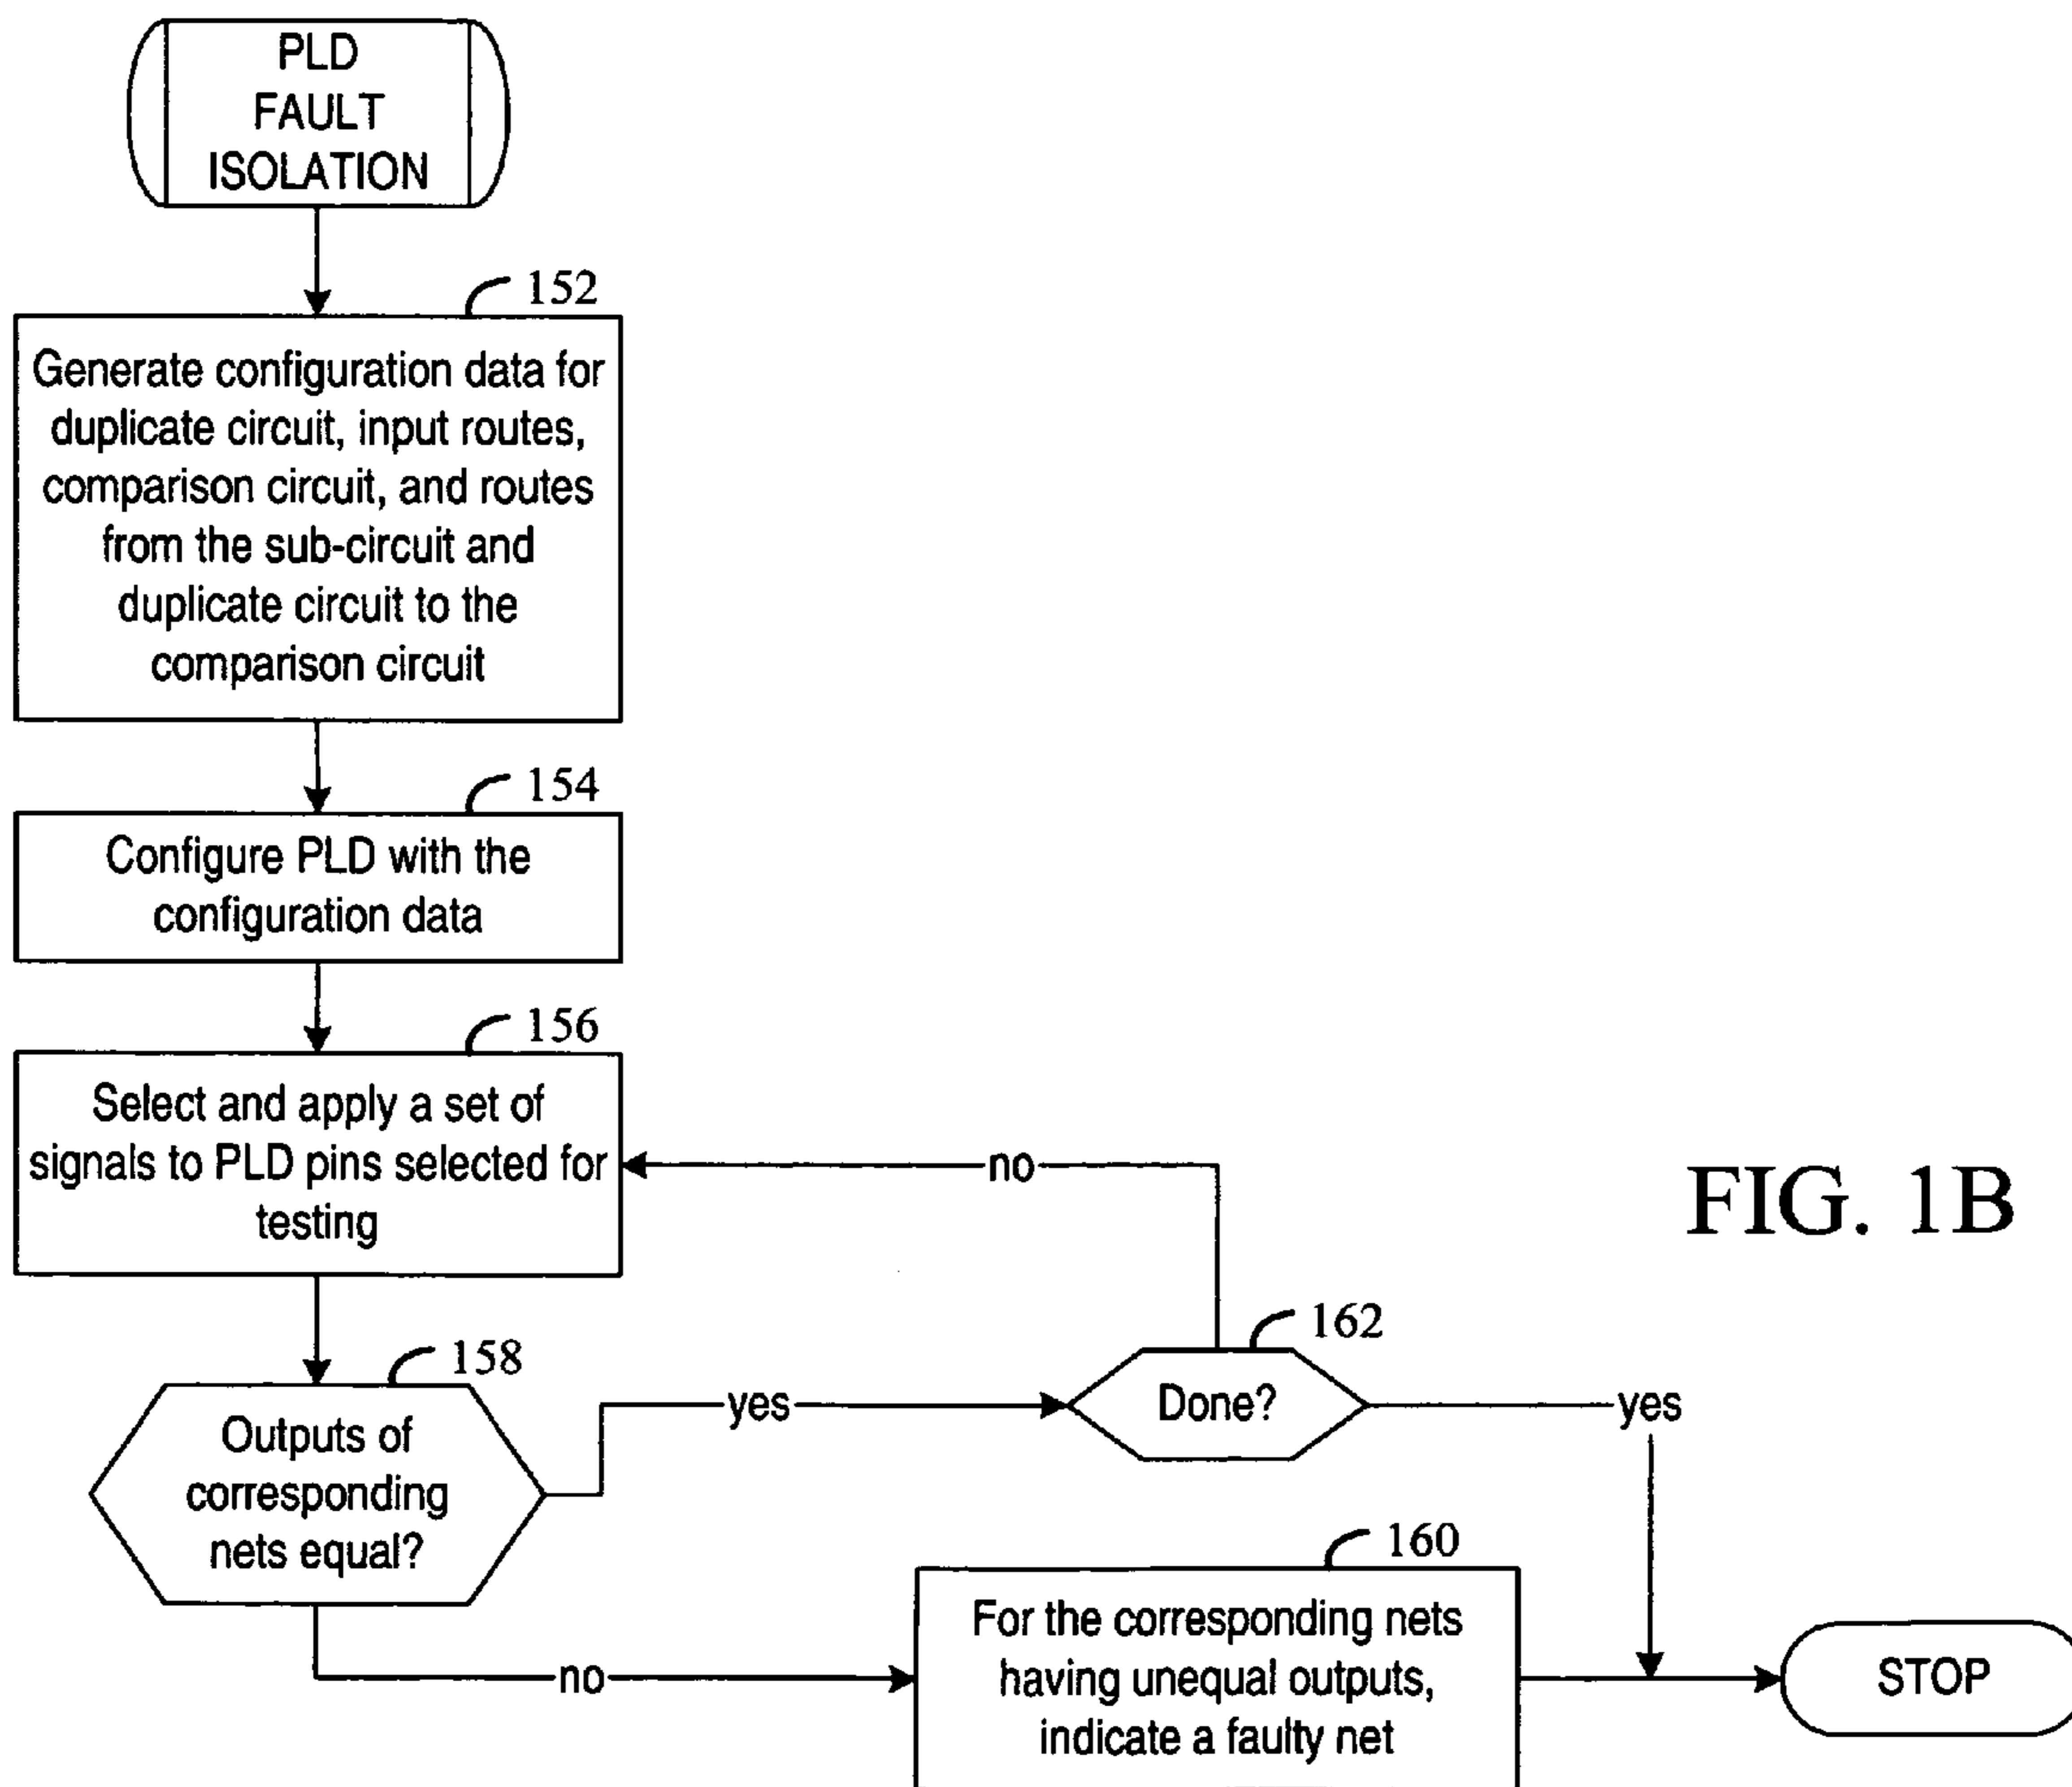 PLD
FAULT
ISOLATION
152
Generate configuration data for
duplicate circuit, input routes,
comparison circuit, and routes
from the sub-circuit and
duplicate circuit to the
comparison circuit
154
Configure PLD with the
configuration data
156
Select and apply a set of
signals to PLD pins selected for
testing
no
FIG. 1B
158
Outputs of
corresponding
nets equal?
yes
162
Done?
yes
no
160
For the corresponding nets
having unequal outputs,
indicate a faulty net
STOP